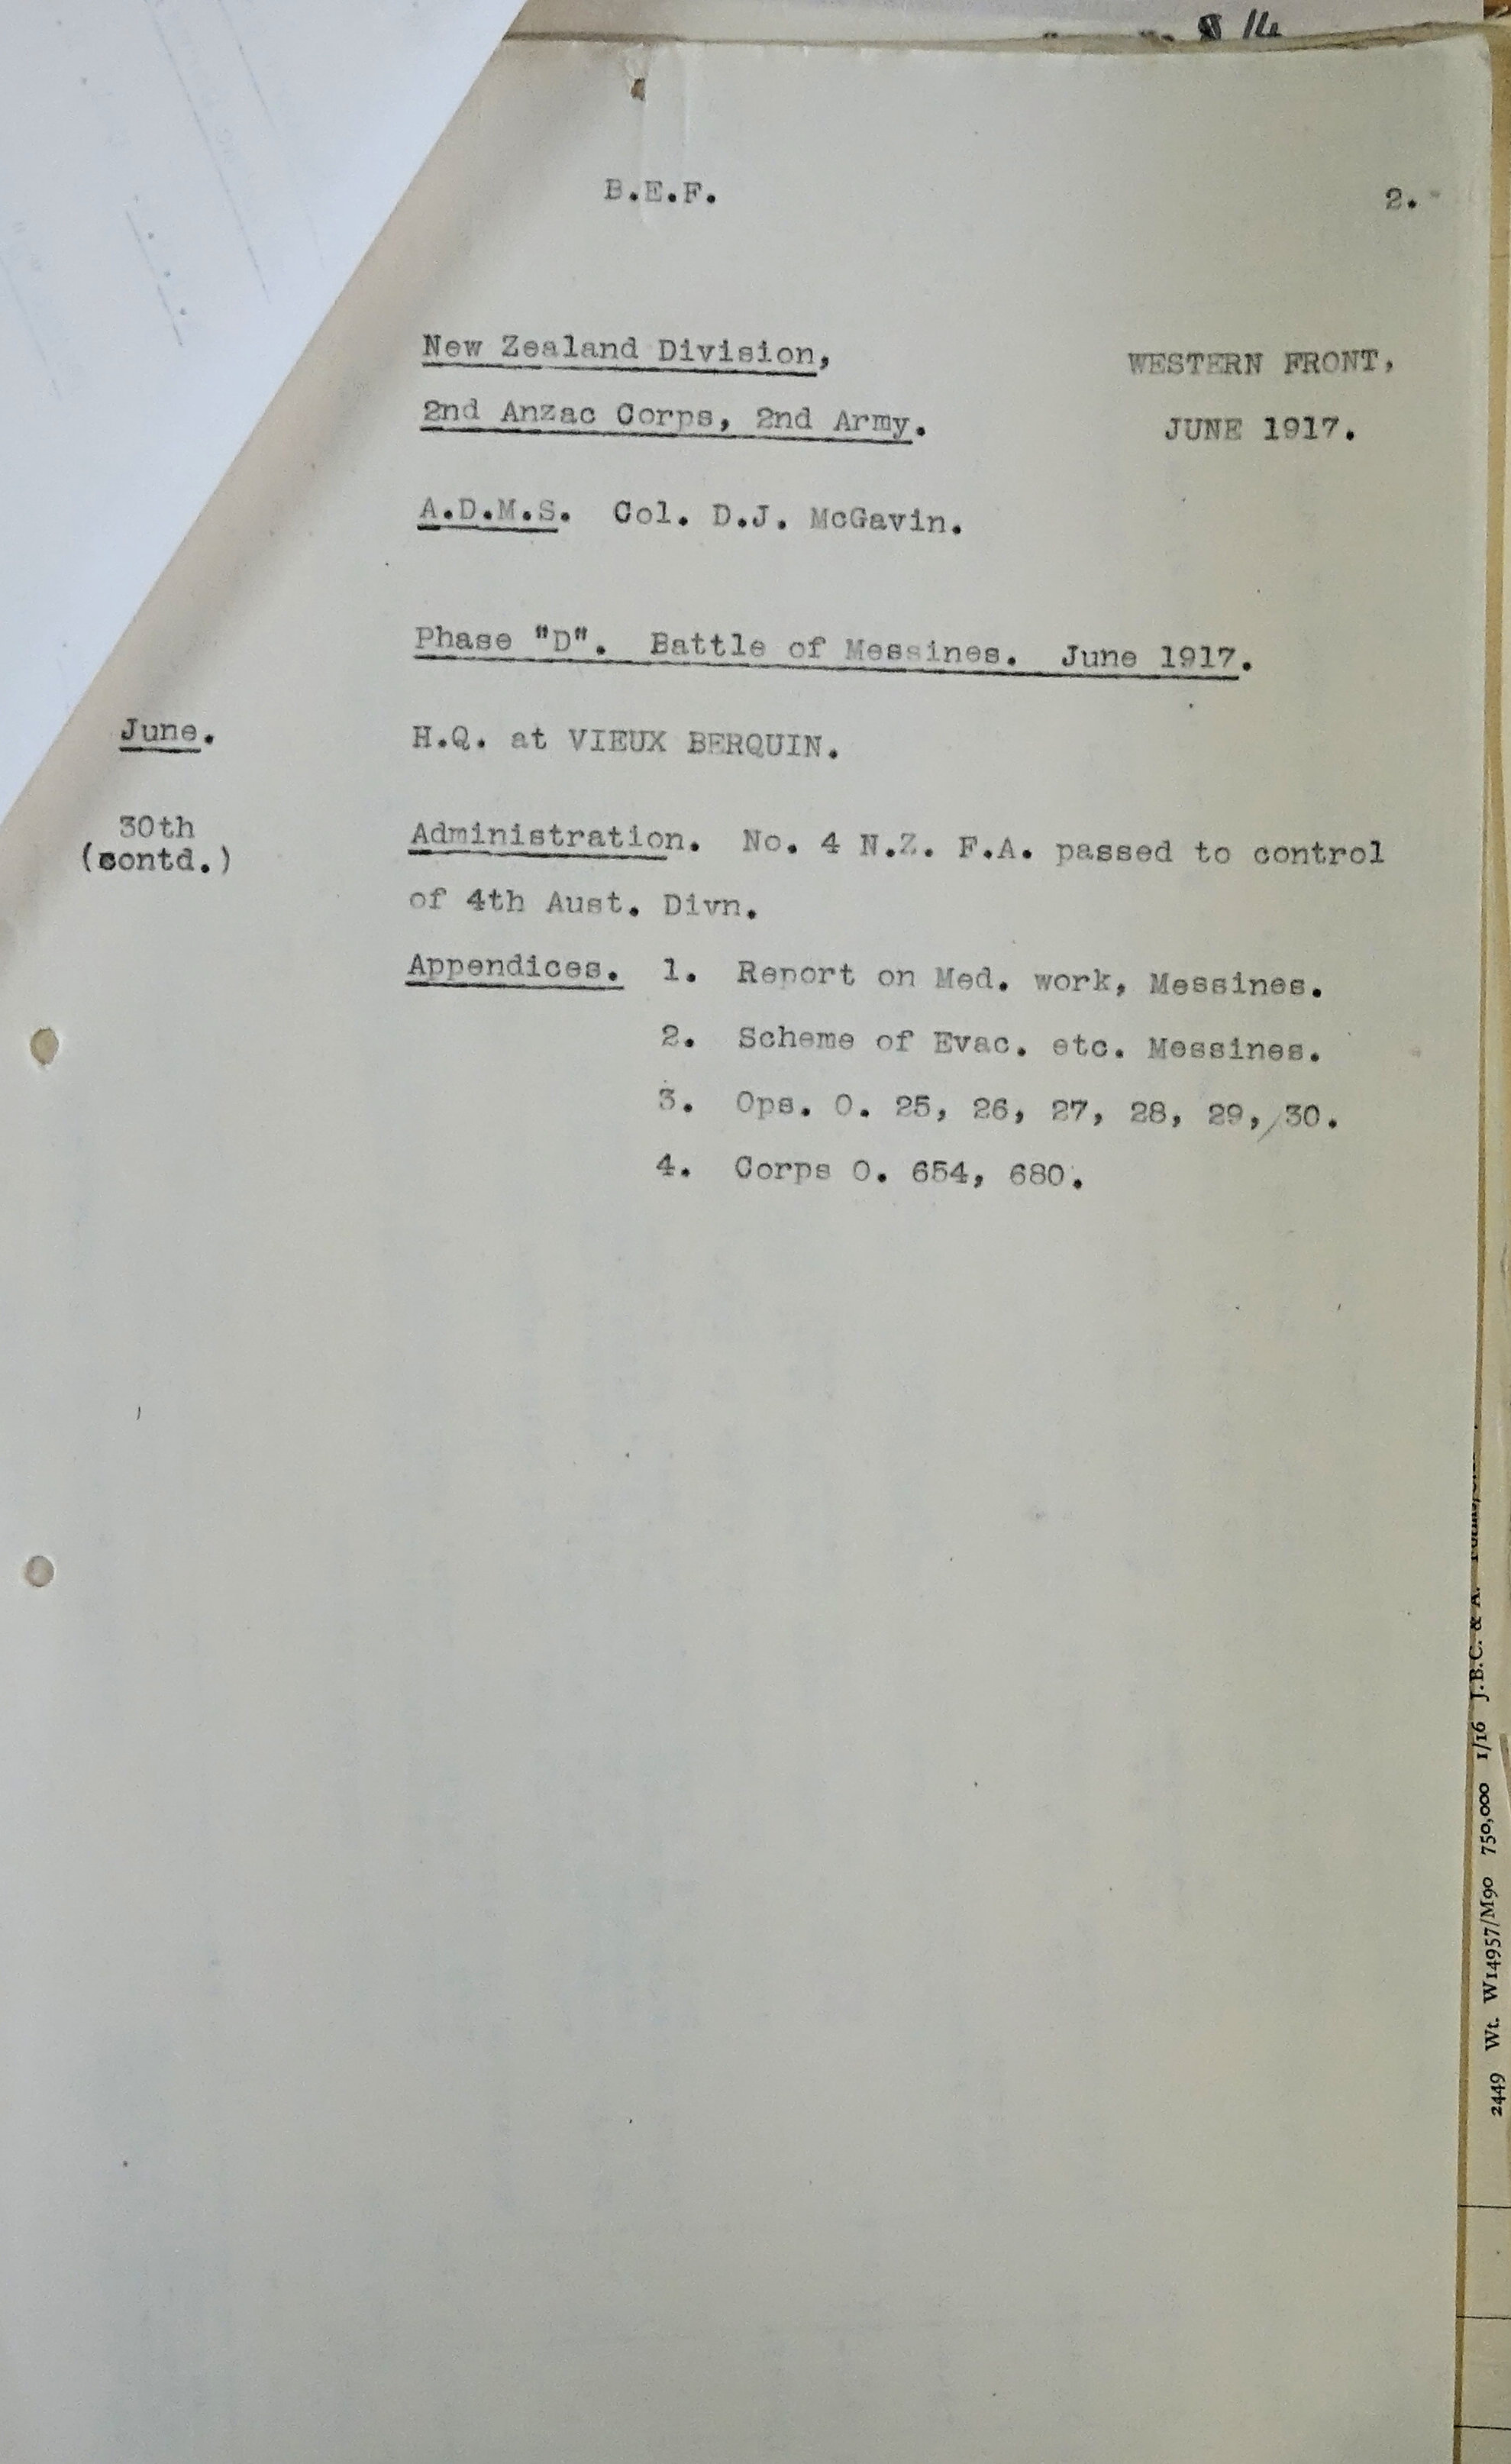 B.E.F. 2.
New Zealand Division, WESTERN FRONT,
2nd Anzac Corps, 2nd Army. JUNE 1917.
A.D.M.S. Col. D.J. McGavin.
Phase "D". Battle of Messines. June 1917.
June. H.Q. at VIEUX BERQUIN.
30th Administration. No. 4 N.Z. F.A. passed to control
(contd.)
of 4th Aust. Divn.
Appendices. 1. Report on Med. work, Messines.
2. Scheme of Evac. etc. Messines.
3. Ops. O. 25, 26, 27, 28, 29, 30.
4. Corps O. 654, 680.
2449 Wt. W14957/M90 750,000 1/16 J.B.C. & A.